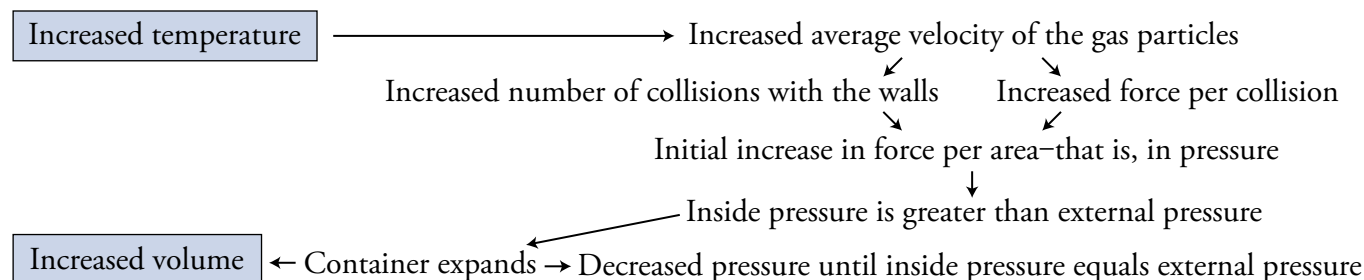 Increased temperature Increased average velocity of the gas particles
Increased number of collisions with the walls Increased force per collision
Initial increase in force per area–that is, in pressure
Inside pressure is greater than external pressure
Increased volume Container expands Decreased pressure until inside pressure equals external pressure